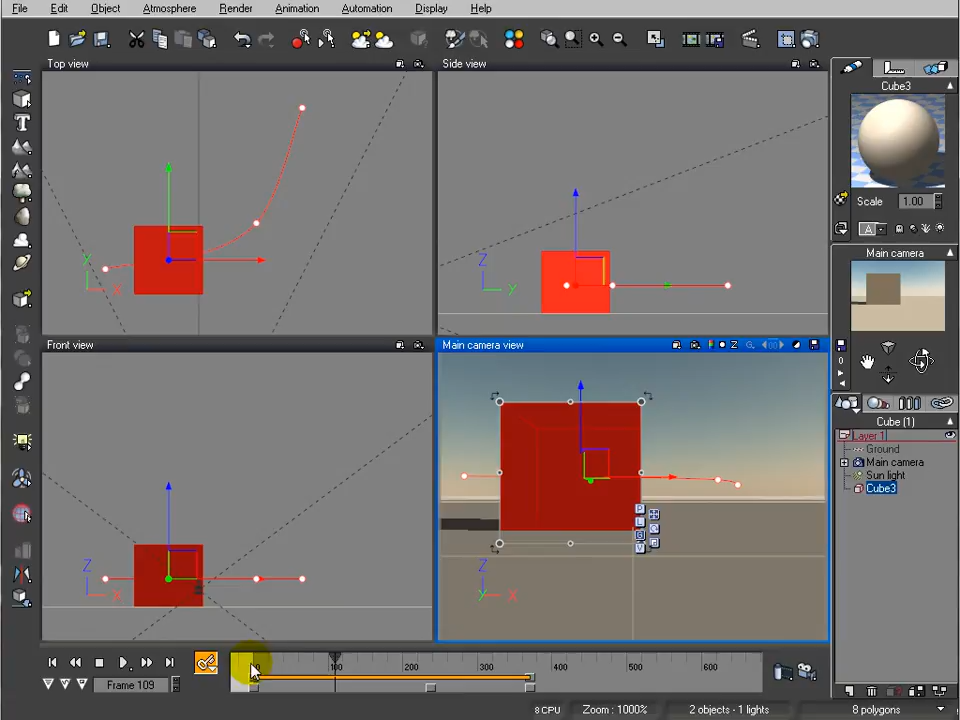 File Edit Object Atmosphere Render Animation Automation Display Help
Top view
Side view
Cube3
Y X
Z Y
Scale 1.00
A
Main camera
Front view
Main camera view
Z
0
Cube (1)
Layer 1
Ground
Main camera
Sun light
Cube3
P
L
G
V
Z X
Z
Y X
0 100 200 300 400 500 600
Frame 109
8 CPU Zoom : 1000% 2 objects - 1 lights 8 polygons